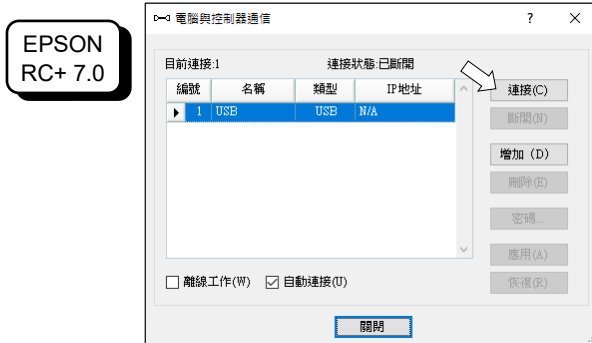 EPSON
RC+ 7.0
電腦與控制器通信
目前連接:1 連接狀態:已斷開
編號 名稱 類型 IP地址
1 USB USB N/A
連接(C)
斷開(N)
增加 (D)
刪除(E)
密碼...
應用(A)
恢復(R)
離線工作(W) 自動連接(U)
關閉